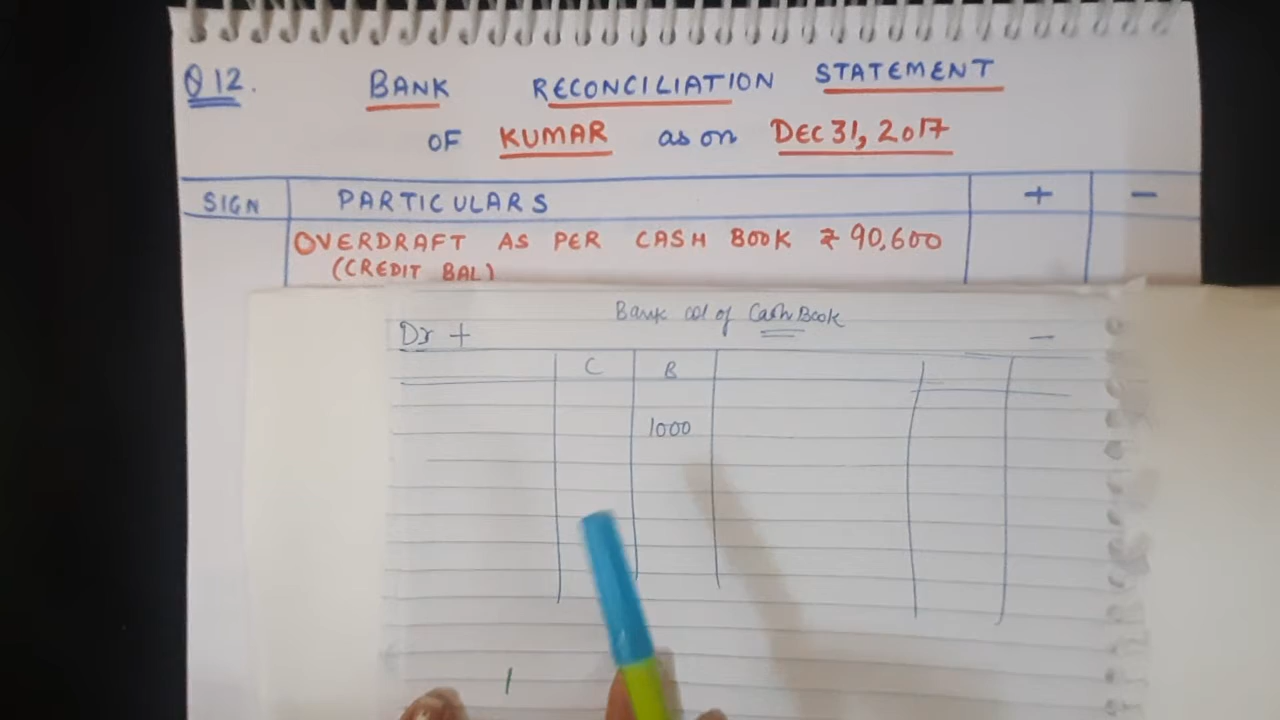 Q12. BANK RECONCILIATION STATEMENT
OF KUMAR as on DEC 31, 2017
SIGN PARTICULARS + −
OVERDRAFT AS PER CASH BOOK ₹ 90,600
(CREDIT BAL)
Bank col of Cash Book
Dr + −
C B
1000